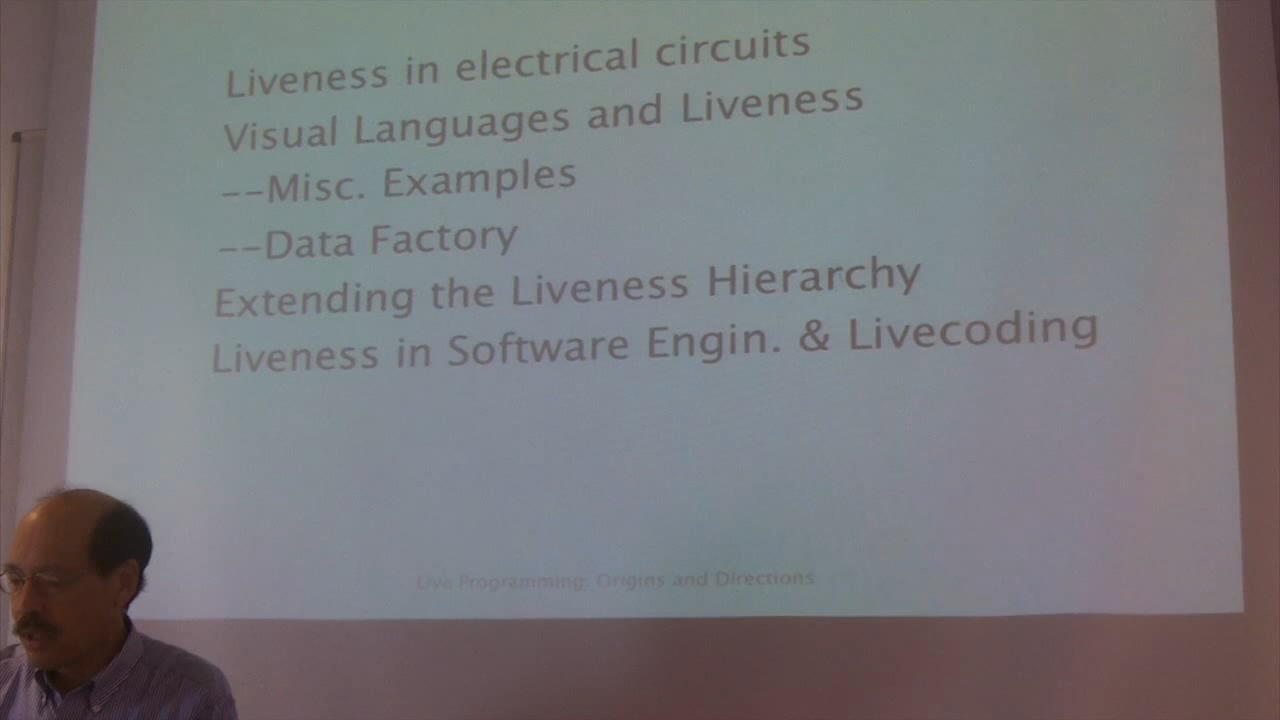 Liveness in electrical circuits
Visual Languages and Liveness
--Misc. Examples
--Data Factory
Extending the Liveness Hierarchy
Liveness in Software Engin. & Livecoding
Live Programming: Origins and Directions